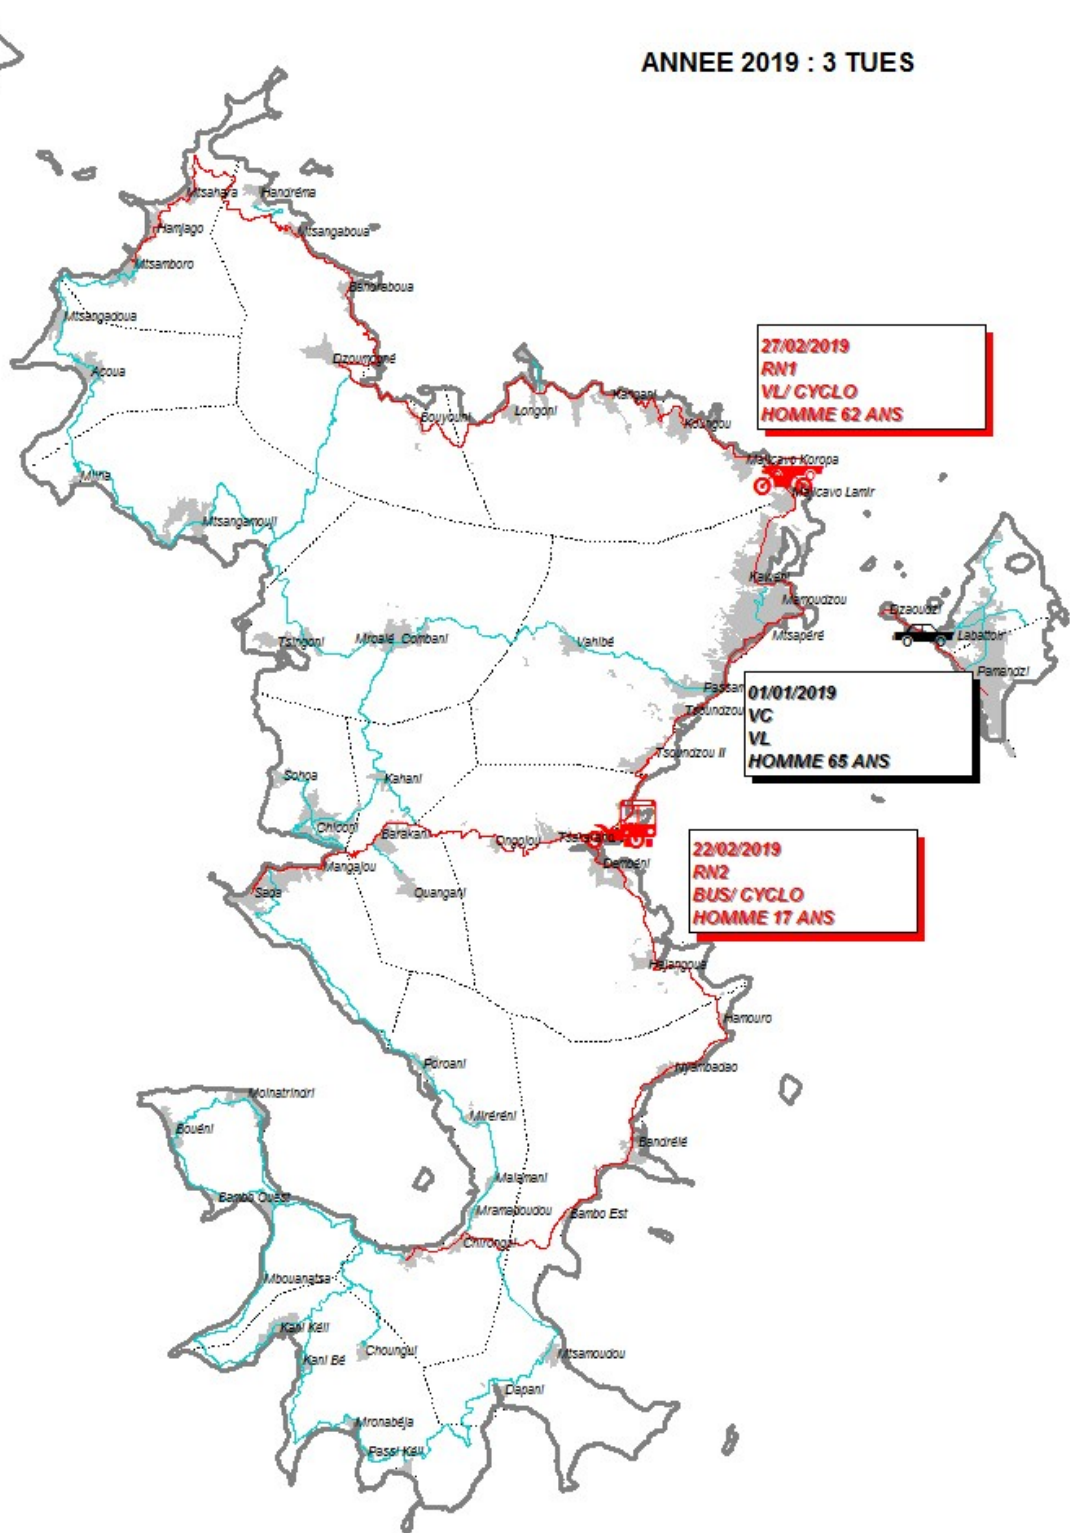 ANNEE 2019 : 3 TUES
Mtsahara
Handréma
Hamjago
Mtsangaboua
Mtsamboro
Bandraboua
Mtsangadoua
27/02/2019
RN1
VL/ CYCLO
HOMME 62 ANS
Dzoumogné
Acoua
Kangani
Longoni
Bouyouni
Koungou
Majicavo Koropa
Mliha
Majicavo Lamir
Mtsangamouji
Kawéni
Mamoudzou
Dzaoudzi
Mtsapéré
Labattoir
Tsingoni
Mroalé
Combani
Vahibé
Pamandzi
Tsoundzou
01/01/2019
VC
VL
HOMME 65 ANS
Tsoundzou II
Sohoa
Kahani
Chiconi
Barakani
Ongojou
Dembéni
22/02/2019
RN2
BUS/ CYCLO
HOMME 17 ANS
Mangajou
Sada
Ouangani
Hajangoua
Hamouro
Poroani
Nyambadao
Moinatrindri
Bouéni
Miréréni
Bandrélé
Malamani
Bambo Ouest
Mramadoudou
Bambo Est
Chirongui
Mbouanatsa
Kani Kéli
Kani Bé
Choungui
Mtsamoudou
Dapani
Mronabéja
Passi Kéli